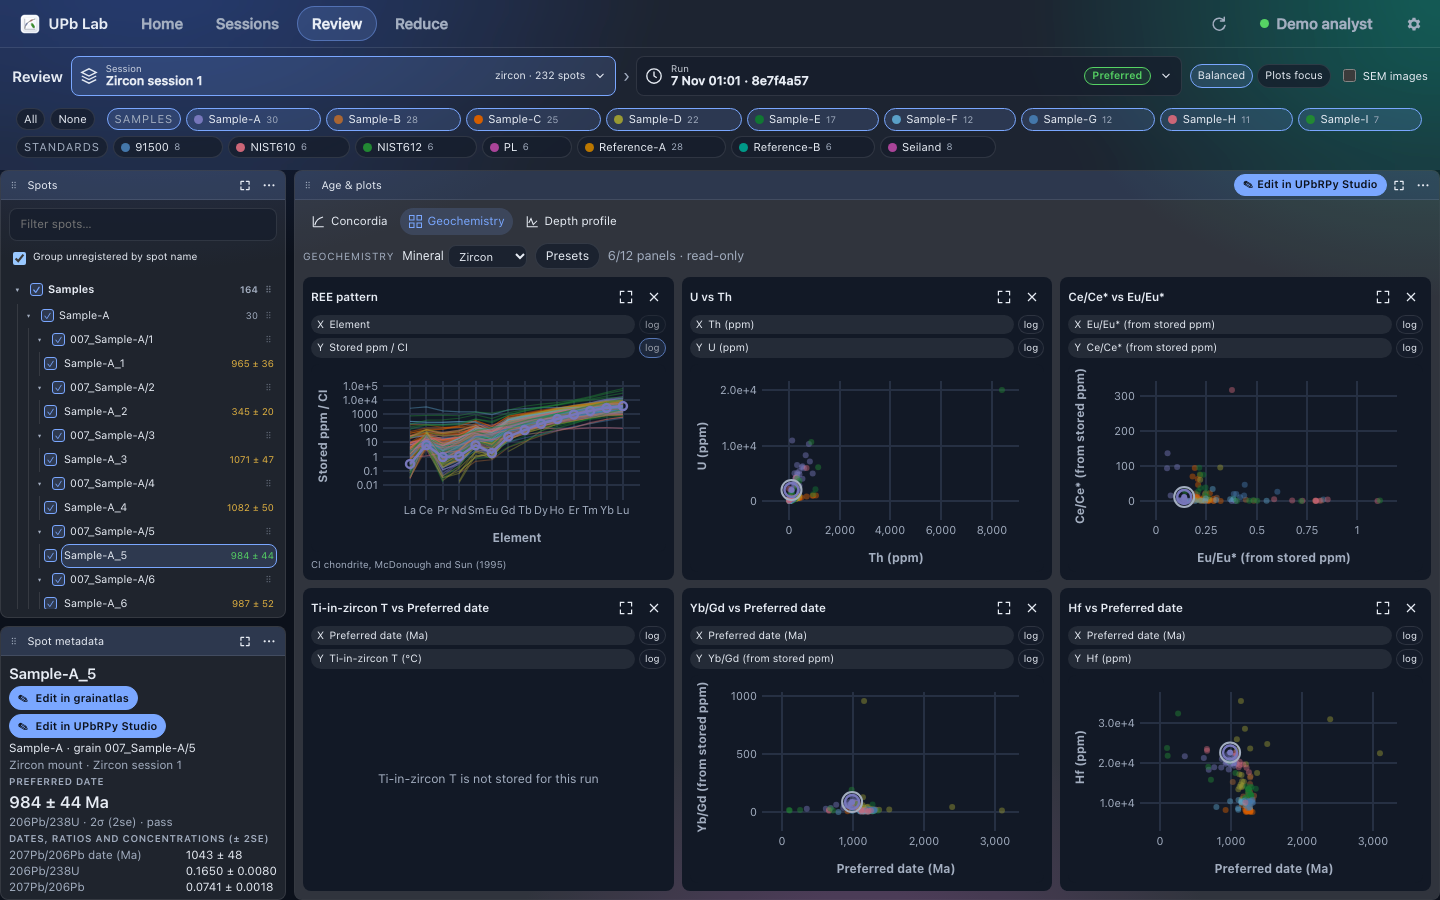 UPb Lab Home Sessions Review Reduce Demo analyst
Review Session Zircon session 1 zircon · 232 spots › Run 7 Nov 01:01 · 8e7f4a57 Preferred Balanced Plots focus SEM images
All None SAMPLES Sample-A 30 Sample-B 28 Sample-C 25 Sample-D 22 Sample-E 17 Sample-F 12 Sample-G 12 Sample-H 11 Sample-I 7
STANDARDS 91500 8 NIST610 6 NIST612 6 PL 6 Reference-A 28 Reference-B 6 Seiland 8
Spots
Filter spots...
Group unregistered by spot name
Samples 164
Sample-A 30
007_Sample-A/1
Sample-A_1 965 ± 36
007_Sample-A/2
Sample-A_2 345 ± 20
007_Sample-A/3
Sample-A_3 1071 ± 47
007_Sample-A/4
Sample-A_4 1082 ± 50
007_Sample-A/5
Sample-A_5 984 ± 44
007_Sample-A/6
Sample-A_6 987 ± 52
Spot metadata
Sample-A_5
Edit in grainatlas
Edit in UPbRPy Studio
Sample-A · grain 007_Sample-A/5
Zircon mount · Zircon session 1
PREFERRED DATE
984 ± 44 Ma
206Pb/238U · 2σ (2se) · pass
DATES, RATIOS AND CONCENTRATIONS (± 2SE)
207Pb/206Pb date (Ma) 1043 ± 48
206Pb/238U 0.1650 ± 0.0080
207Pb/206Pb 0.0741 ± 0.0018
Age & plots Edit in UPbRPy Studio
Concordia Geochemistry Depth profile
GEOCHEMISTRY Mineral Zircon Presets 6/12 panels · read-only
REE pattern
X Element log
Y Stored ppm / CI log
Stored ppm / CI
1.0e+5
1.0e+4
1000
100
10
1
0.1
0.01
La Ce Pr Nd Sm Eu Gd Tb Dy Ho Er Tm Yb Lu
Element
CI chondrite, McDonough and Sun (1995)
U vs Th
X Th (ppm) log
Y U (ppm) log
U (ppm)
2.0e+4
1.0e+4
0
0 2,000 4,000 6,000 8,000
Th (ppm)
Ce/Ce* vs Eu/Eu*
X Eu/Eu* (from stored ppm) log
Y Ce/Ce* (from stored ppm) log
Ce/Ce* (from stored ppm)
300
200
100
0
0 0.25 0.5 0.75 1
Eu/Eu* (from stored ppm)
Ti-in-zircon T vs Preferred date
X Preferred date (Ma) log
Y Ti-in-zircon T (°C) log
Ti-in-zircon T is not stored for this run
Yb/Gd vs Preferred date
X Preferred date (Ma) log
Y Yb/Gd (from stored ppm) log
Yb/Gd (from stored ppm)
1000
500
0
0 1,000 2,000 3,000
Preferred date (Ma)
Hf vs Preferred date
X Preferred date (Ma) log
Y Hf (ppm) log
Hf (ppm)
3.0e+4
2.0e+4
1.0e+4
0 1,000 2,000 3,000
Preferred date (Ma)